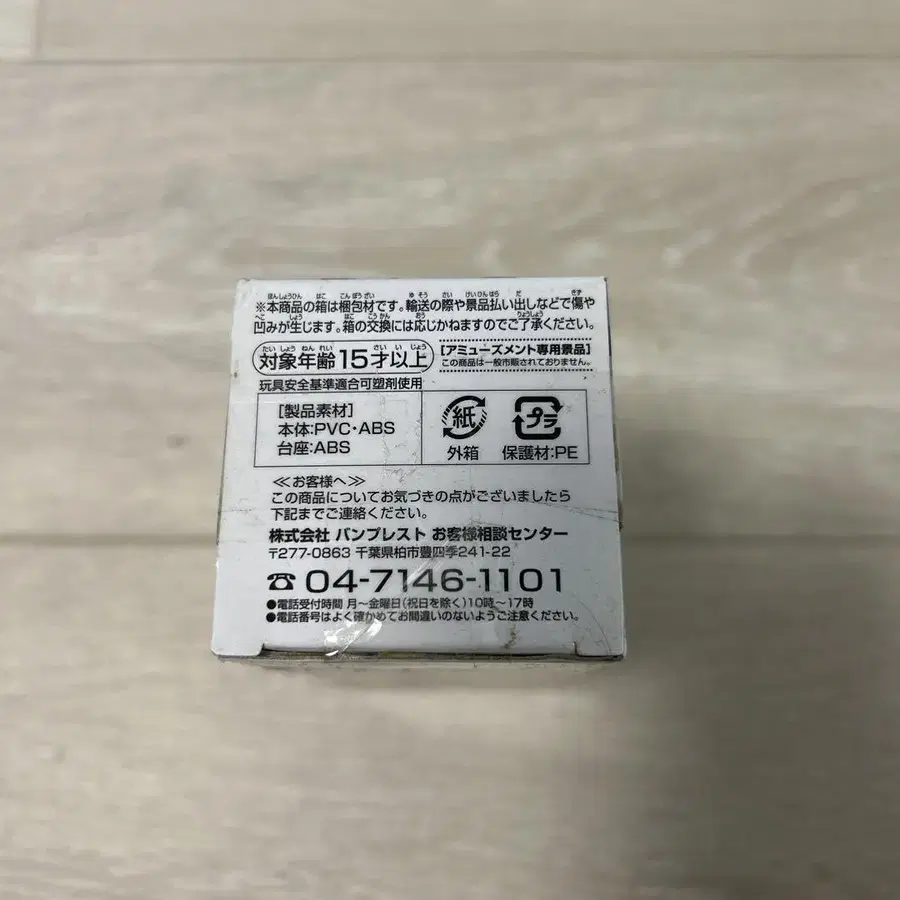 ※本商品の箱は梱包材です。輸送の際や景品払い出しなどで傷や
凹みが生じます。箱の交換には応じかねますのでご了承ください。
対象年齢15才以上
[アミューズメント専用景品]
この商品は一般市販されておりません。
玩具安全基準適合可塑剤使用
[製品素材]
本体:PVC・ABS
台座:ABS
紙
外箱
プラ
保護材:PE
≪お客様へ≫
この商品についてお気づきの点がございましたら
下記までご連絡ください。
株式会社 バンプレスト お客様相談センター
〒277-0863 千葉県柏市豊四季241-22
☎ 04-7146-1101
●電話受付時間 月〜金曜日(祝日を除く)10時〜17時
●電話番号はよく確かめてお間違いのないようご注意ください。